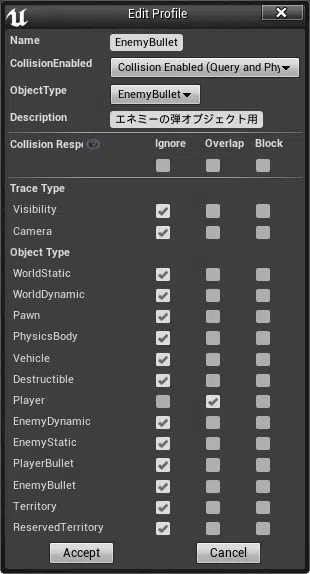 Edit Profile
Name EnemyBullet
CollisionEnabled Collision Enabled (Query and Phy
ObjectType EnemyBullet
Description エネミーの弾オブジェクト用
Collision Respo Ignore Overlap Block
Trace Type
Visibility
Camera
Object Type
WorldStatic
WorldDynamic
Pawn
PhysicsBody
Vehicle
Destructible
Player
EnemyDynamic
EnemyStatic
PlayerBullet
EnemyBullet
Territory
ReservedTerritory
Accept Cancel